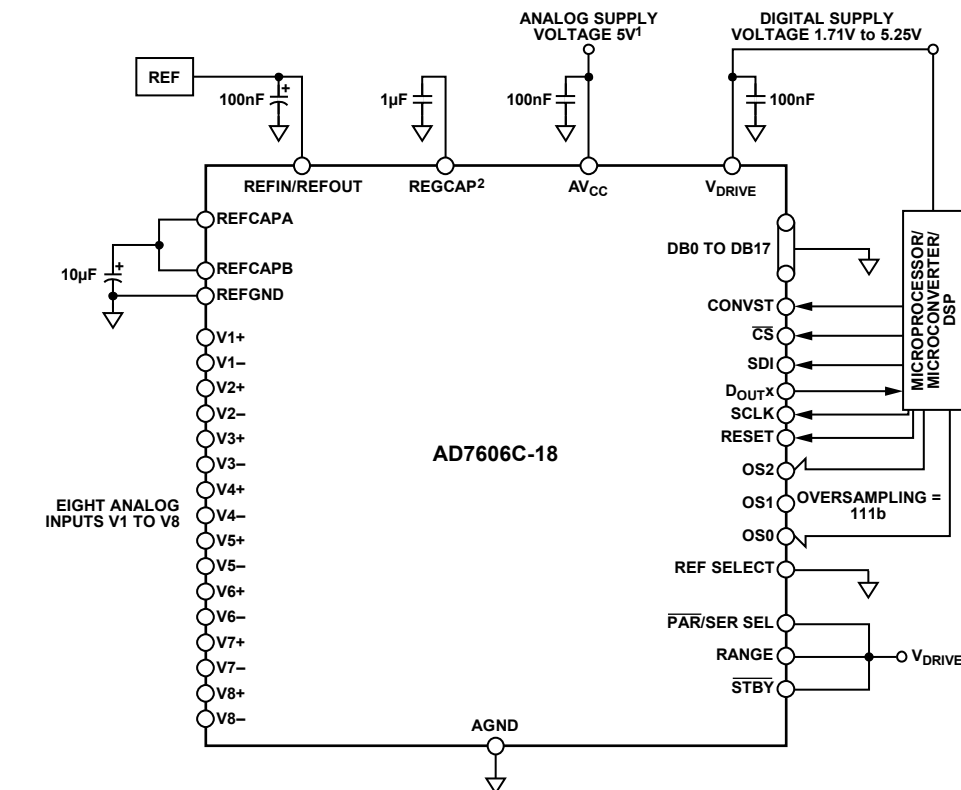 ANALOG SUPPLY
VOLTAGE 5V1
DIGITAL SUPPLY
VOLTAGE 1.71V to 5.25V
REF
100nF
+
1µF
100nF
100nF
REFIN/REFOUT
REGCAP2
AVCC
VDRIVE
REFCAPA
REFCAPB
REFGND
10µF
+
V1+
V1–
V2+
V2–
V3+
V3–
V4+
V4–
V5+
V5–
V6+
V6–
V7+
V7–
V8+
V8–
EIGHT ANALOG
INPUTS V1 TO V8
AD7606C-18
DB0 TO DB17
CONVST
CS
SDI
DOUTx
SCLK
RESET
OS2
OS1
OS0
OVERSAMPLING =
111b
REF SELECT
PAR/SER SEL
RANGE
STBY
VDRIVE
MICROPROCESSOR/
MICROCONVERTER/
DSP
AGND